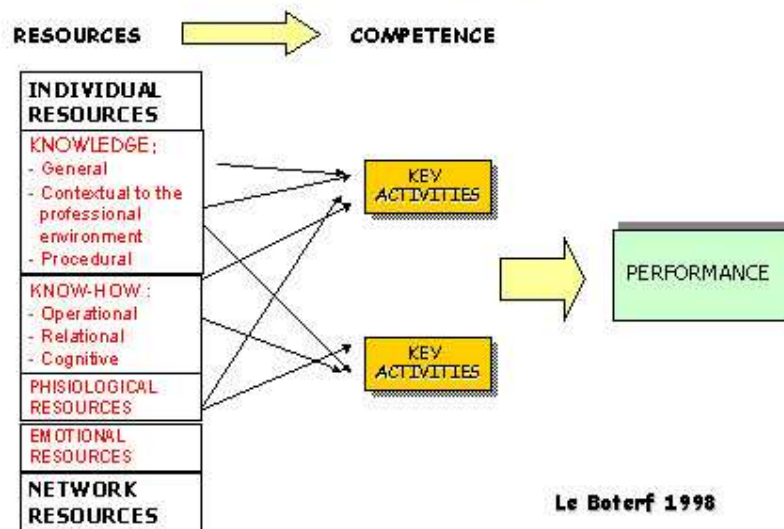 RESOURCES
COMPETENCE
INDIVIDUAL
RESOURCES
KNOWLEDGE:
- General
- Contextual to the
professional
environment
- Procedural
KNOW-HOW:
- Operational
- Relational
- Cognitive
PHISIOLOGICAL
RESOURCES
EMOTIONAL
RESOURCES
NETWORK
RESOURCES
KEY
ACTIVITIES
KEY
ACTIVITIES
PERFORMANCE
Le Boterf 1998